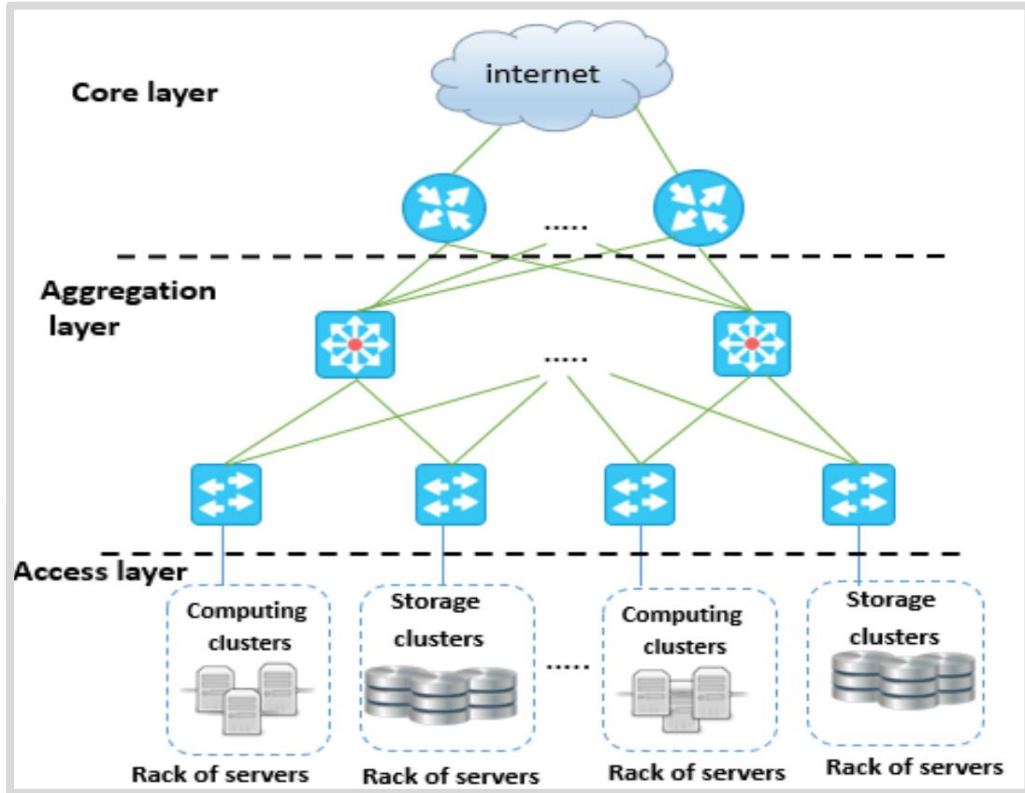 internet
Core layer
.....
Aggregation
layer
.....
Access layer
Computing
clusters
Storage
clusters
.....
Computing
clusters
Storage
clusters
Rack of servers
Rack of servers
Rack of servers
Rack of servers